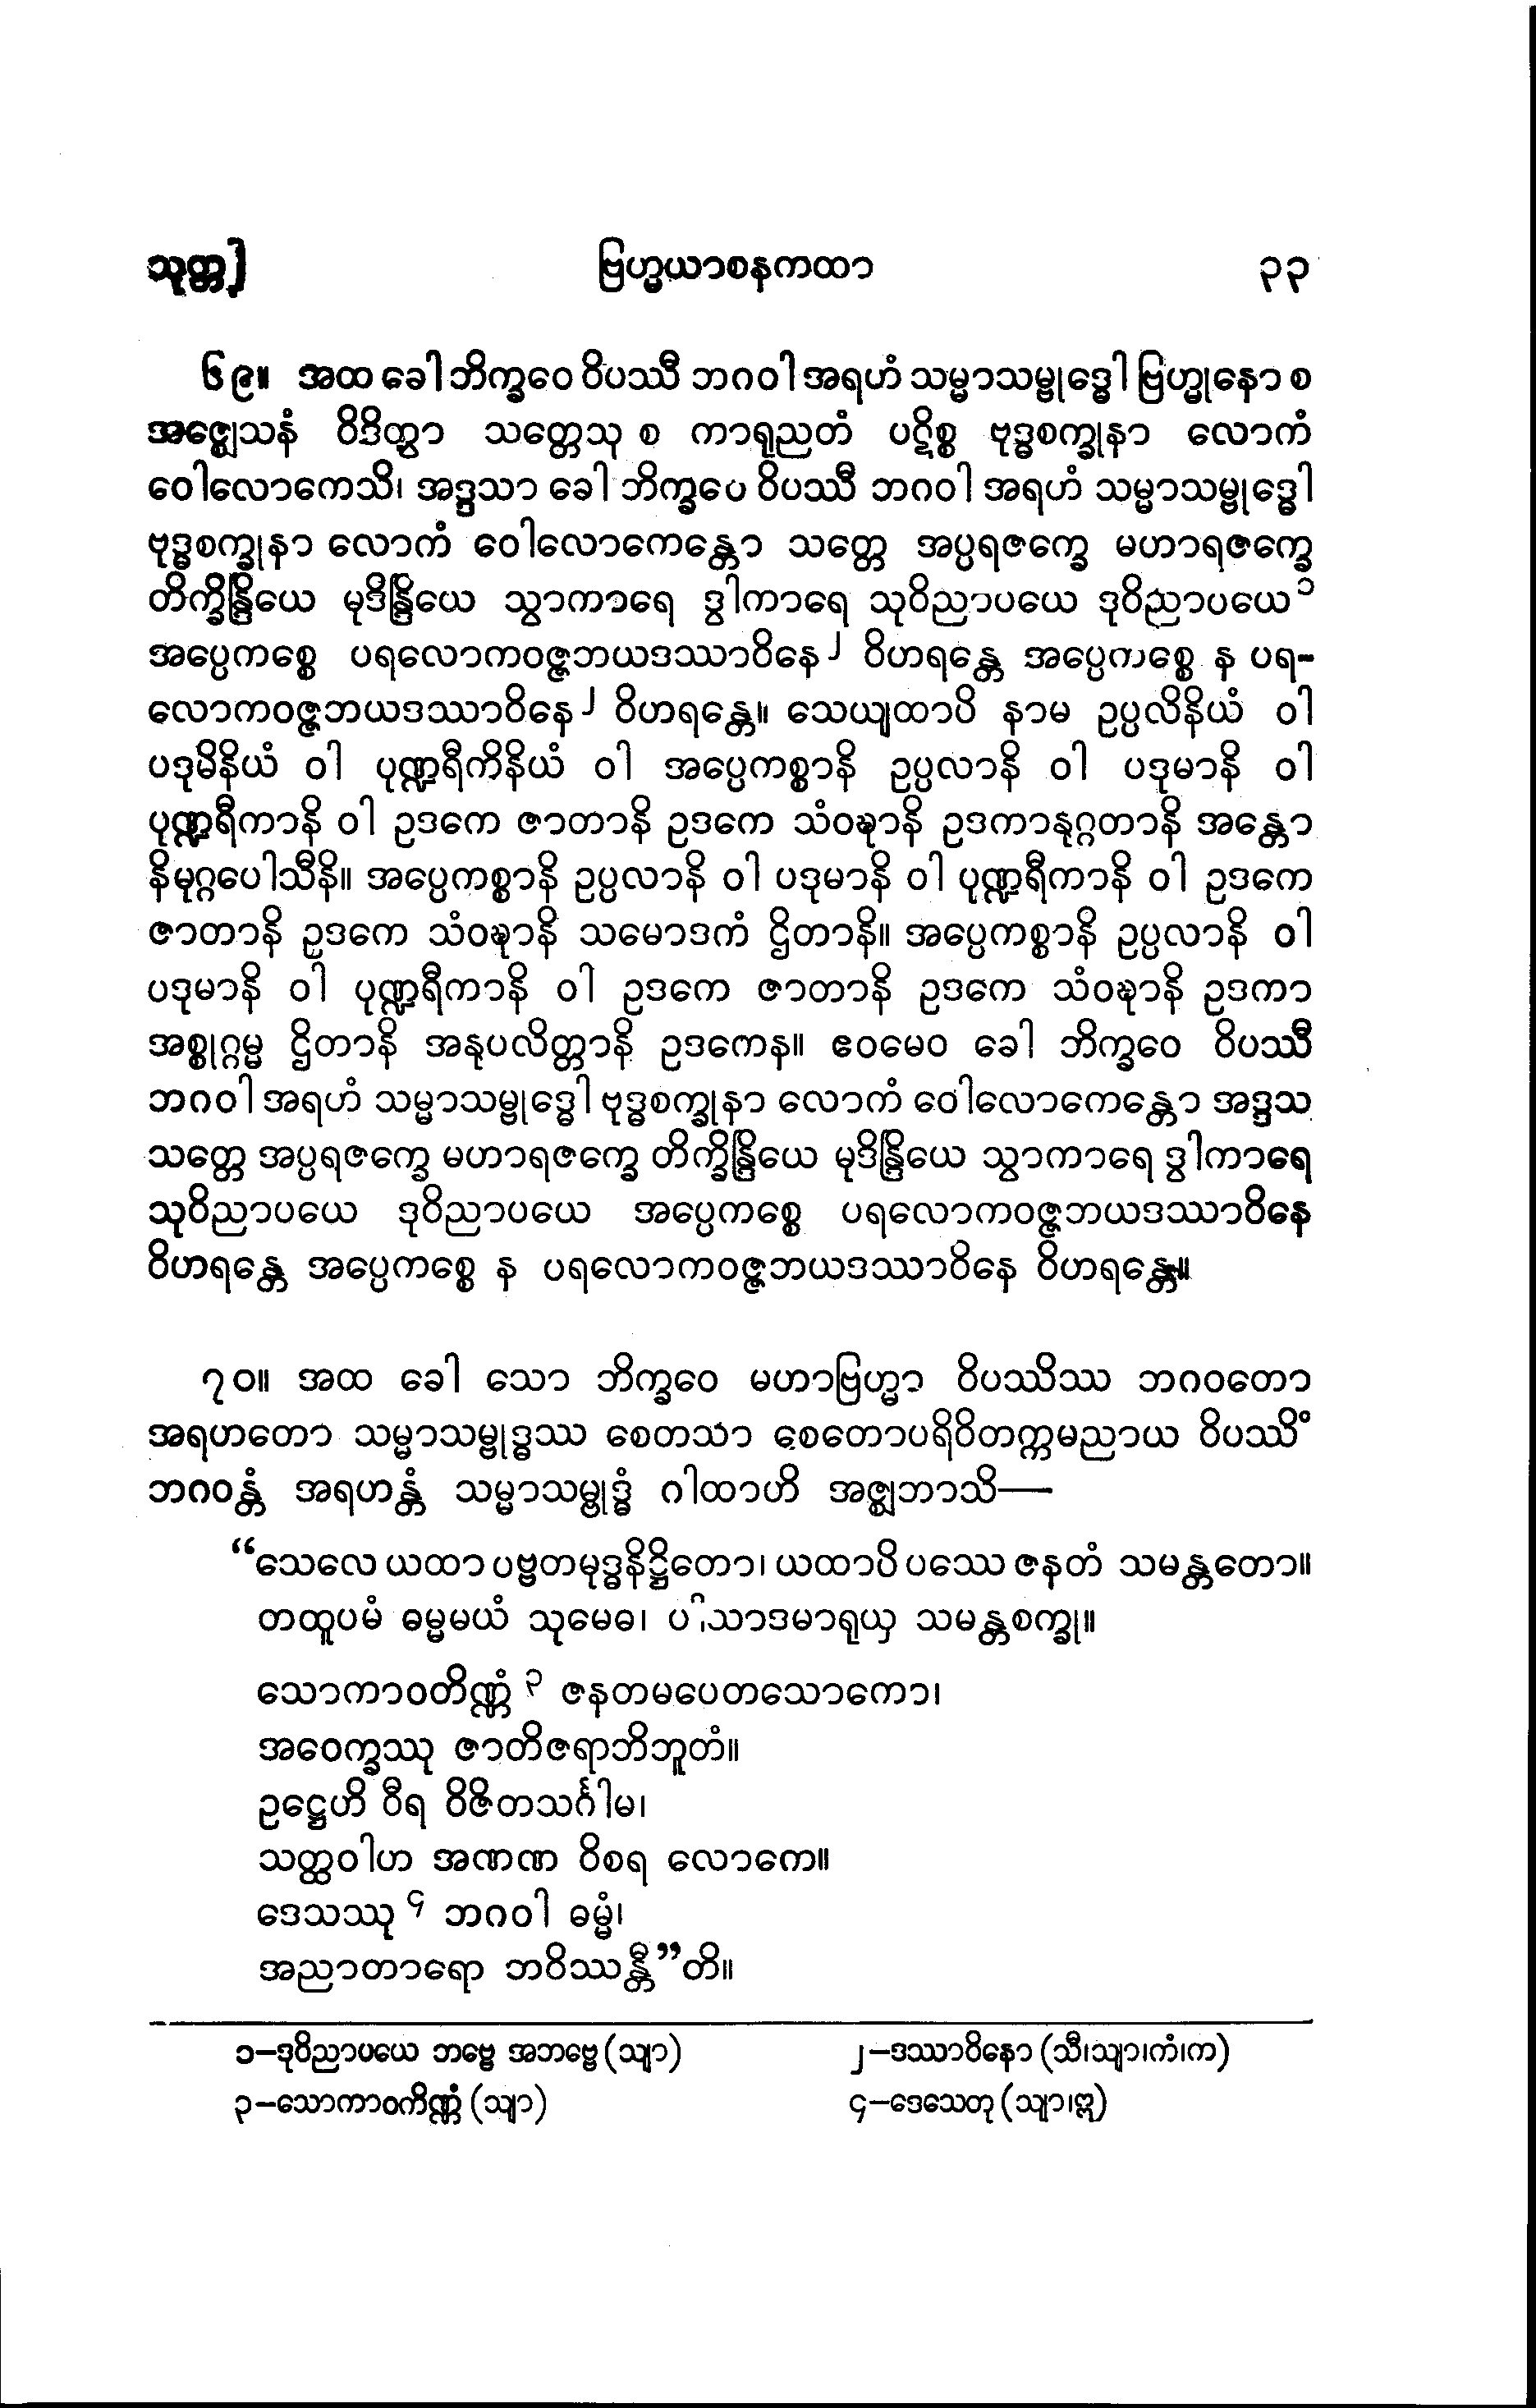 သုတ္တ] ဗြဟ္မယာစနကထာ ၃၃
၆၉။ အထ ခေါ ဘိက္ခဝေ ဝိပဿီ ဘဂဝါ အရဟံ သမ္မာသမ္ဗုဒ္ဓေါ ဗြဟ္မုနော စ
အဇ္ဈေသနံ ဝိဒိတွာ သတ္တေသု စ ကာရုညတံ ပဋိစ္စ ဗုဒ္ဓစက္ခုနာ လောကံ
ဝေါလောကေသိ၊ အဒ္ဒသာ ခေါ ဘိက္ခဝေ ဝိပဿီ ဘဂဝါ အရဟံ သမ္မာသမ္ဗုဒ္ဓေါ
ဗုဒ္ဓစက္ခုနာ လောကံ ဝေါလောကေန္တော သတ္တေ အပ္ပရဇက္ခေ မဟာရဇက္ခေ
တိက္ခိန္ဒြိယေ မုဒိန္ဒြိယေ သွာကာရေ ဒွါကာရေ သုဝိညာပယေ ဒုဝိညာပယေ ၁
အပ္ပေကစ္စေ ပရလောကဝဇ္ဇဘယဒဿာဝိနေ ၂ ဝိဟရန္တေ အပ္ပေကစ္စေ န ပရ-
လောကဝဇ္ဇဘယဒဿာဝိနေ ၂ ဝိဟရန္တေ။ သေယျထာပိ နာမ ဥပ္ပလိနိယံ ဝါ
ပဒုမိနိယံ ဝါ ပုဏ္ဍရီကိနိယံ ဝါ အပ္ပေကစ္စာနိ ဥပ္ပလာနိ ဝါ ပဒုမာနိ ဝါ
ပုဏ္ဍရီကာနိ ဝါ ဥဒကေ ဇာတာနိ ဥဒကေ သံဝဍ္ဎာနိ ဥဒကာနုဂ္ဂတာနိ အန္တော
နိမုဂ္ဂပေါသီနိ။ အပ္ပေကစ္စာနိ ဥပ္ပလာနိ ဝါ ပဒုမာနိ ဝါ ပုဏ္ဍရီကာနိ ဝါ ဥဒကေ
ဇာတာနိ ဥဒကေ သံဝဍ္ဎာနိ သမောဒကံ ဌိတာနိ။ အပ္ပေကစ္စာနိ ဥပ္ပလာနိ ဝါ
ပဒုမာနိ ဝါ ပုဏ္ဍရီကာနိ ဝါ ဥဒကေ ဇာတာနိ ဥဒကေ သံဝဍ္ဎာနိ ဥဒကာ
အစ္စုဂ္ဂမ္မ ဌိတာနိ အနုပလိတ္တာနိ ဥဒကေန။ ဧဝမေဝ ခေါ ဘိက္ခဝေ ဝိပဿီ
ဘဂဝါ အရဟံ သမ္မာသမ္ဗုဒ္ဓေါ ဗုဒ္ဓစက္ခုနာ လောကံ ဝေါလောကေန္တော အဒ္ဒသ
သတ္တေ အပ္ပရဇက္ခေ မဟာရဇက္ခေ တိက္ခိန္ဒြိယေ မုဒိန္ဒြိယေ သွာကာရေ ဒွါကာရေ
သုဝိညာပယေ ဒုဝိညာပယေ အပ္ပေကစ္စေ ပရလောကဝဇ္ဇဘယဒဿာဝိနေ
ဝိဟရန္တေ အပ္ပေကစ္စေ န ပရလောကဝဇ္ဇဘယဒဿာဝိနေ ဝိဟရန္တေ။
၇၀။ အထ ခေါ သော ဘိက္ခဝေ မဟာဗြဟ္မာ ဝိပဿိဿ ဘဂဝတော
အရဟတော သမ္မာသမ္ဗုဒ္ဓဿ စေတသာ စေတောပရိဝိတက္ကမညာယ ဝိပဿိံ
ဘဂဝန္တံ အရဟန္တံ သမ္မာသမ္ဗုဒ္ဓံ ဂါထာဟိ အဇ္ဈဘာသိ—
“သေလေ ယထာ ပဗ္ဗတမုဒ္ဓနိဋ္ဌိတော၊ ယထာပိ ပဿေ ဇနတံ သမန္တတော။
တထူပမံ ဓမ္မမယံ သုမေဓ၊ ပါသာဒမာရုယှ သမန္တစက္ခု။
သောကာဝတိဏ္ဏံ ၃ ဇနတမပေတသောကော၊
အဝေက္ခဿု ဇာတိဇရာဘိဘူတံ။
ဥဋ္ဌေဟိ ဝီရ ဝိဇိတသင်္ဂါမ၊
သတ္ထဝါဟ အဏဏ ဝိစရ လောကေ။
ဒေသဿု ၄ ဘဂဝါ ဓမ္မံ၊
အညာတာရော ဘဝိဿန္တီ”တိ။
၁–ဒုဝိညာပယေ ဘဗ္ဗေ အဘဗ္ဗေ (သျာ) ၂–ဒဿာဝိနော (သီ၊သျာ၊ကံ၊က)
၃–သောကာဝကိဏ္ဏံ (သျာ) ၄–ဒေသေတု (သျာ၊ဣ)